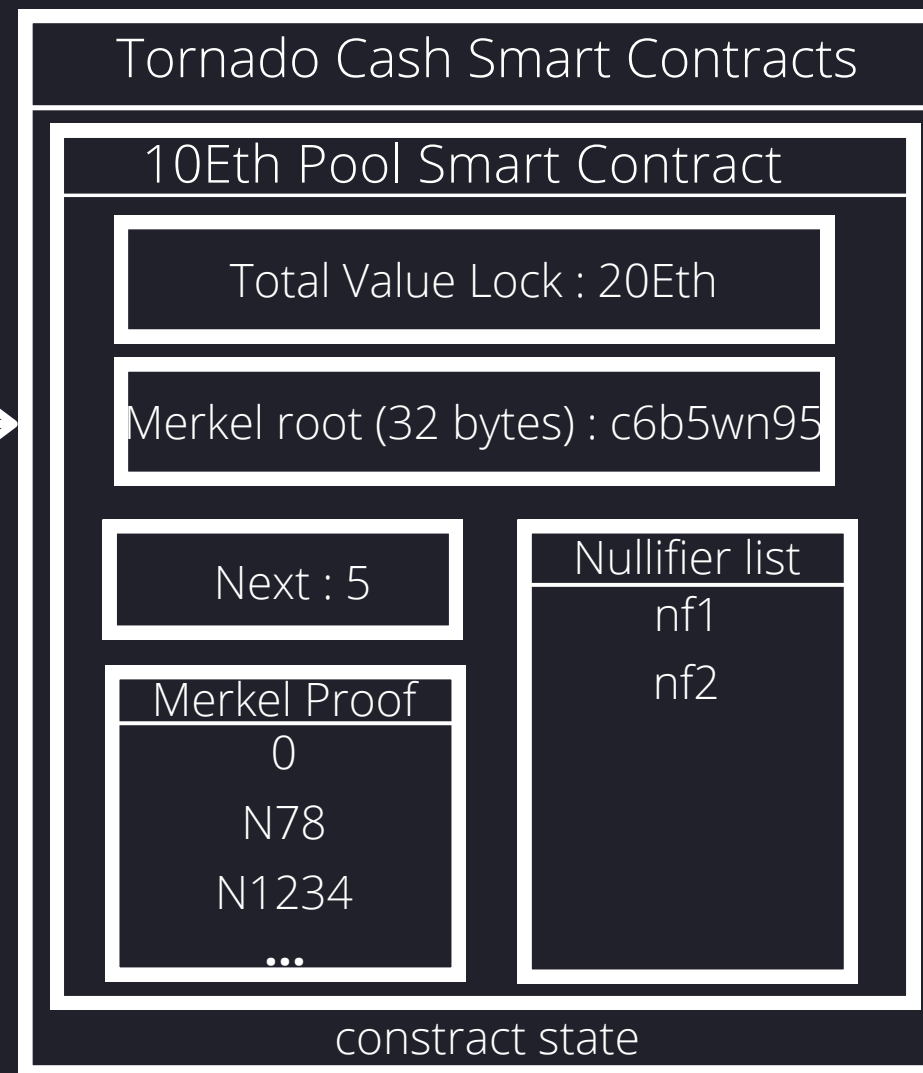 Tornado Cash Smart Contracts
10Eth Pool Smart Contract
Total Value Lock : 20Eth
Merkel root (32 bytes) : c6b5wn95
Next : 5
Merkel Proof
0
N78
N1234
...
Nullifier list
nf1
nf2
constract state